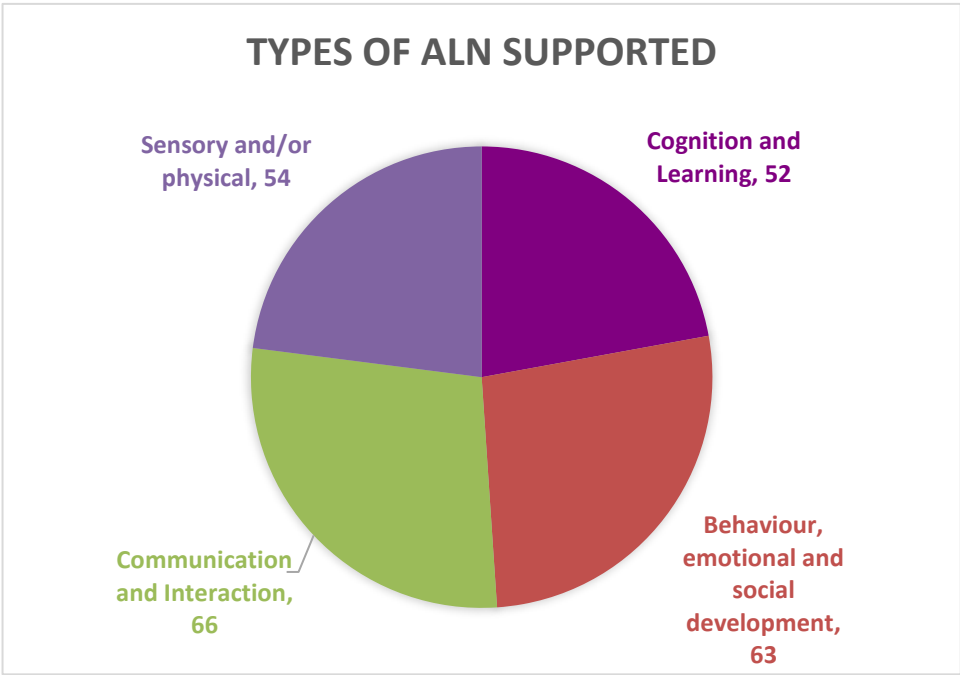 TYPES OF ALN SUPPORTED
Sensory and/or
physical, 54
Cognition and
Learning, 52
Communication
and Interaction,
66
Behaviour,
emotional and
social
development,
63